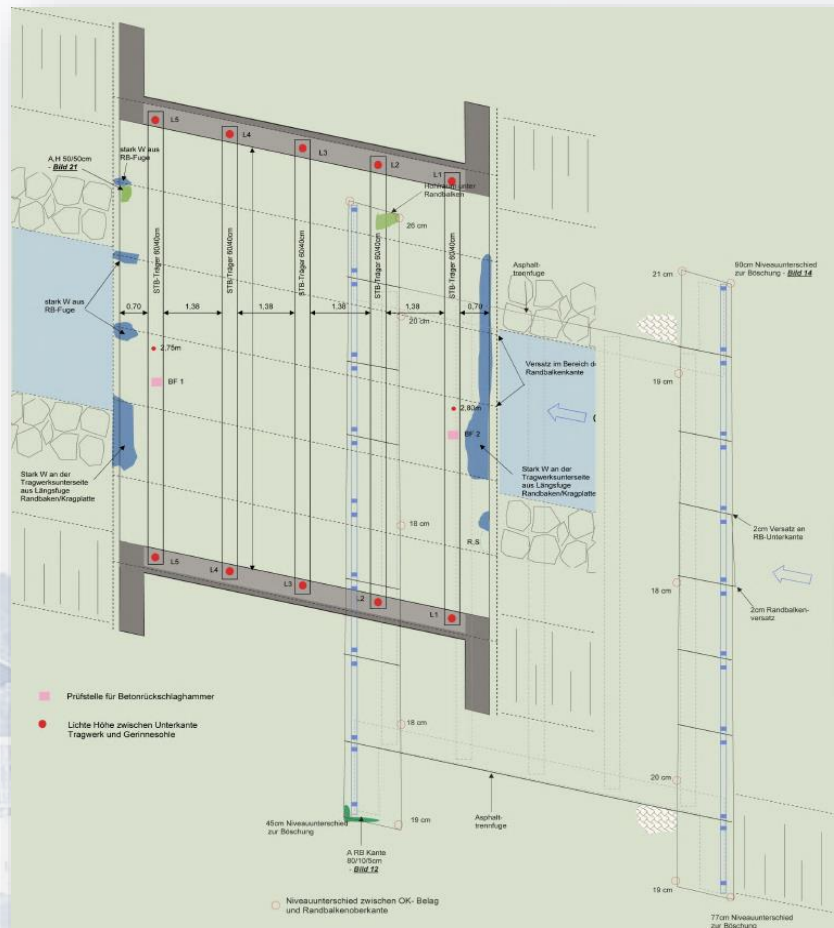 L5
L4
L3
L2
L1
stark W aus
RB-Fuge
A.H 50/50cm
- Bild 21
STB-Träger 60/40cm
STB-Träger 60/40cm
STB-Träger 60/40cm
STB-Träger 60/40cm
STB-Träger 60/40cm
Hohlraum unter
Randbalken
26 cm
Asphalt-
trennfuge
21 cm
90cm Niveauunterschied
zur Böschung - Bild 14
stark W aus
RB-Fuge
0.70
1,38
1,38
1,38
1,38
0.70
20 cm
2.75m
BF 1
Versatz im Bereich d
Randbalkenkante
19 cm
2.80m
BF 2
Stark W an der
Tragwerksunterseite
aus Längsfuge
Randbaken/Kragplatte
Stark W an der
Tragwerksunterseite
aus Längsfuge
Randbaken/Kragplatte
18 cm
R.S
2cm Versatz an
RB-Unterkante
18 cm
2cm Randbalken-
versatz
L5
L4
L3
L2
L1
Prüfstelle für Betonrückschlaghammer
Lichte Höhe zwischen Unterkante
Tragwerk und Gerinnesohle
18 cm
20 cm
45cm Niveauunterschied
zur Böschung
19 cm
Asphalt-
trennfuge
A RB Kante
80/10/5cm
- Bild 12
19 cm
Niveauunterschied zwischen OK- Belag
und Randbalkenoberkante
77cm Niveauunterschied
zur Böschung